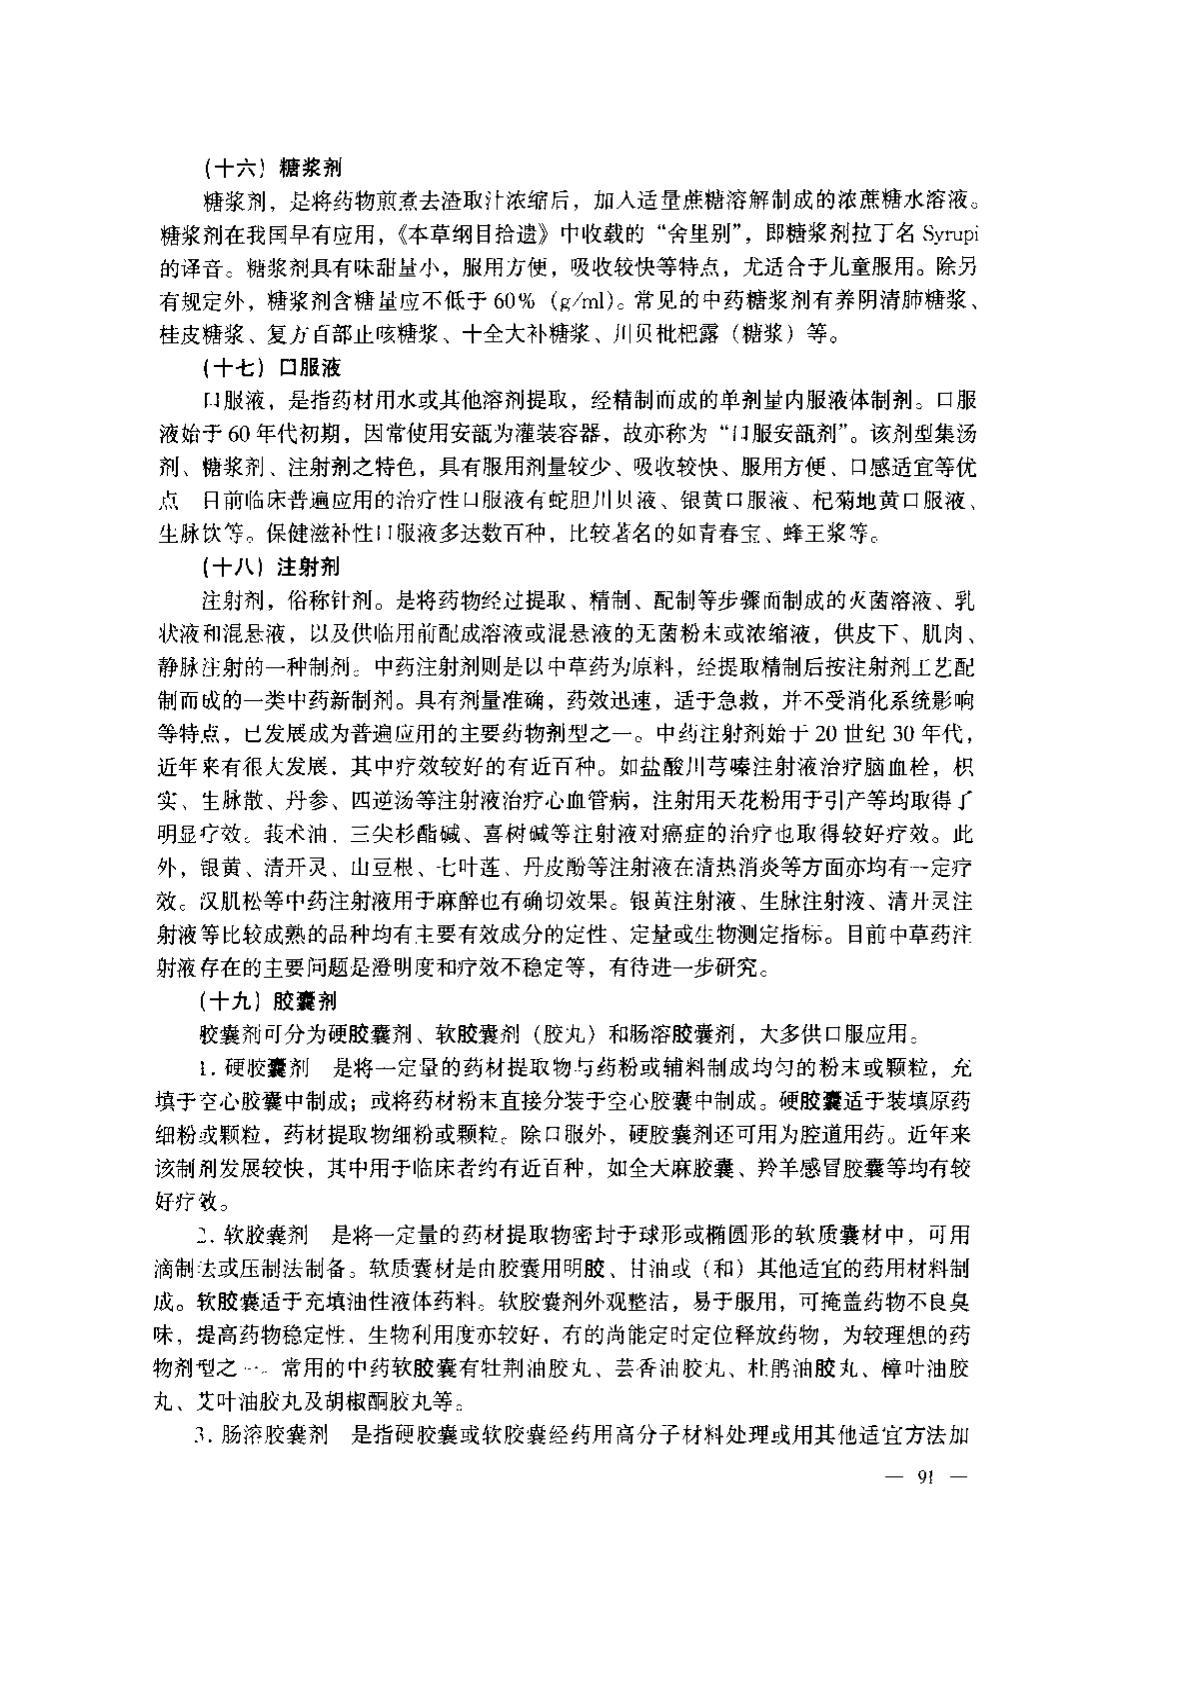 (十六) 糖浆剂
糖浆剂，是将药物煎煮去渣取汁浓缩后，加入适量蔗糖溶解制成的浓蔗糖水溶液。
糖浆剂在我国早有应用，《本草纲目拾遗》中收载的“舍里别”，即糖浆剂拉丁名 Syrupi
的译音。糖浆剂具有味甜量小，服用方便，吸收较快等特点，尤适合于儿童服用。除另
有规定外，糖浆剂含糖量应不低于 60% (g/ml)。常见的中药糖浆剂有养阴清肺糖浆、
桂皮糖浆、复方百部止咳糖浆、十全大补糖浆、川贝枇杷露（糖浆）等。
(十七) 口服液
口服液，是指药材用水或其他溶剂提取，经精制而成的单剂量内服液体制剂。口服
液始于 60 年代初期，因常使用安瓿为灌装容器，故亦称为“口服安瓿剂”。该剂型集汤
剂、糖浆剂、注射剂之特色，具有服用剂量较少、吸收较快、服用方便、口感适宜等优
点 目前临床普遍应用的治疗性口服液有蛇胆川贝液、银黄口服液、杞菊地黄口服液、
生脉饮等。保健滋补性口服液多达数百种，比较著名的如青春宝、蜂王浆等。
(十八) 注射剂
注射剂，俗称针剂。是将药物经过提取、精制、配制等步骤而制成的灭菌溶液、乳
状液和混悬液，以及供临用前配成溶液或混悬液的无菌粉末或浓缩液，供皮下、肌肉、
静脉注射的一种制剂。中药注射剂则是以中草药为原料，经提取精制后按注射剂工艺配
制而成的一类中药新制剂。具有剂量准确，药效迅速，适于急救，并不受消化系统影响
等特点，已发展成为普遍应用的主要药物剂型之一。中药注射剂始于 20 世纪 30 年代，
近年来有很大发展，其中疗效较好的有近百种。如盐酸川芎嗪注射液治疗脑血栓，枳
实、生脉散、丹参、四逆汤等注射液治疗心血管病，注射用天花粉用于引产等均取得了
明显疗效。莪术油、三尖杉酯碱、喜树碱等注射液对癌症的治疗也取得较好疗效。此
外，银黄、清开灵、山豆根、七叶莲、丹皮酚等注射液在清热消炎等方面亦均有一定疗
效。汉肌松等中药注射液用于麻醉也有确切效果。银黄注射液、生脉注射液、清开灵注
射液等比较成熟的品种均有主要有效成分的定性、定量或生物测定指标。目前中草药注
射液存在的主要问题是澄明度和疗效不稳定等，有待进一步研究。
(十九) 胶囊剂
胶囊剂可分为硬胶囊剂、软胶囊剂（胶丸）和肠溶胶囊剂，大多供口服应用。
1. 硬胶囊剂 是将一定量的药材提取物与药粉或辅料制成均匀的粉末或颗粒，充
填于空心胶囊中制成；或将药材粉末直接分装于空心胶囊中制成。硬胶囊适于装填原药
细粉或颗粒，药材提取物细粉或颗粒。除口服外，硬胶囊剂还可用为腔道用药。近年来
该制剂发展较快，其中用于临床者约有近百种，如全天麻胶囊、羚羊感冒胶囊等均有较
好疗效。
2. 软胶囊剂 是将一定量的药材提取物密封于球形或椭圆形的软质囊材中，可用
滴制法或压制法制备。软质囊材是由胶囊用明胶、甘油或（和）其他适宜的药用材料制
成。软胶囊适于充填油性液体药料。软胶囊剂外观整洁，易于服用，可掩盖药物不良臭
味，提高药物稳定性，生物利用度亦较好，有的尚能定时定位释放药物，为较理想的药
物剂型之一。常用的中药软胶囊有牡荆油胶丸、芸香油胶丸、杜鹃油胶丸、樟叶油胶
丸、艾叶油胶丸及胡椒酮胶丸等。
3. 肠溶胶囊剂 是指硬胶囊或软胶囊经药用高分子材料处理或用其他适宜方法加
— 91 —